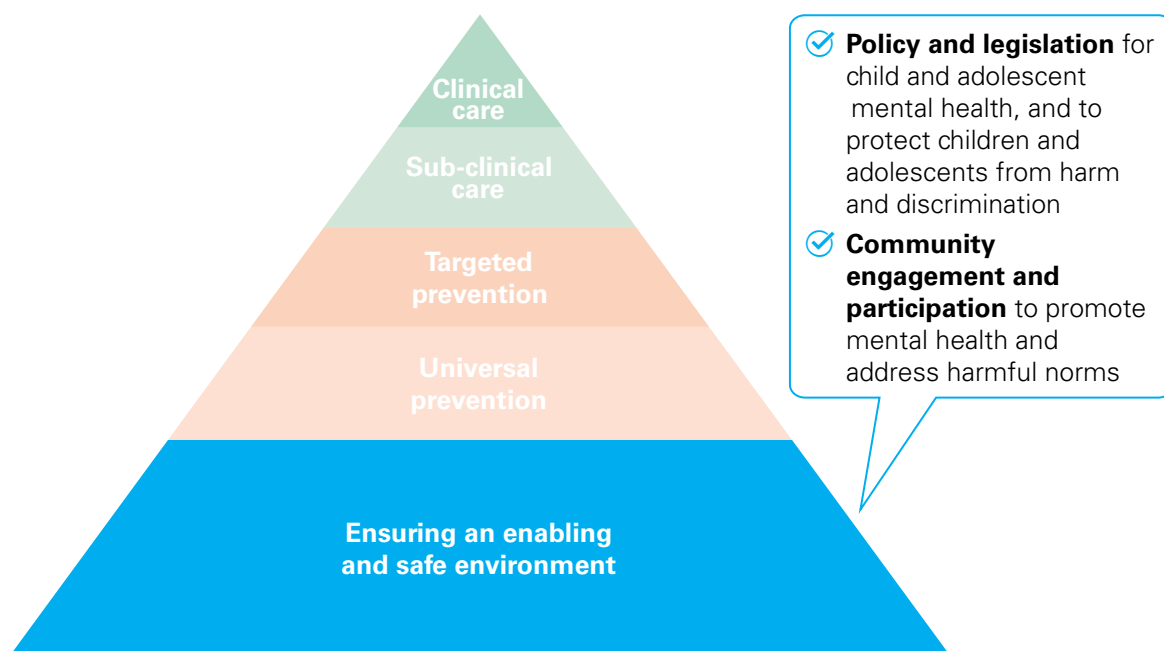 Clinical
care
Sub-clinical
care
Targeted
prevention
Universal
prevention
Ensuring an enabling
and safe environment
Policy and legislation for
child and adolescent
mental health, and to
protect children and
adolescents from harm
and discrimination
Community
engagement and
participation to promote
mental health and
address harmful norms